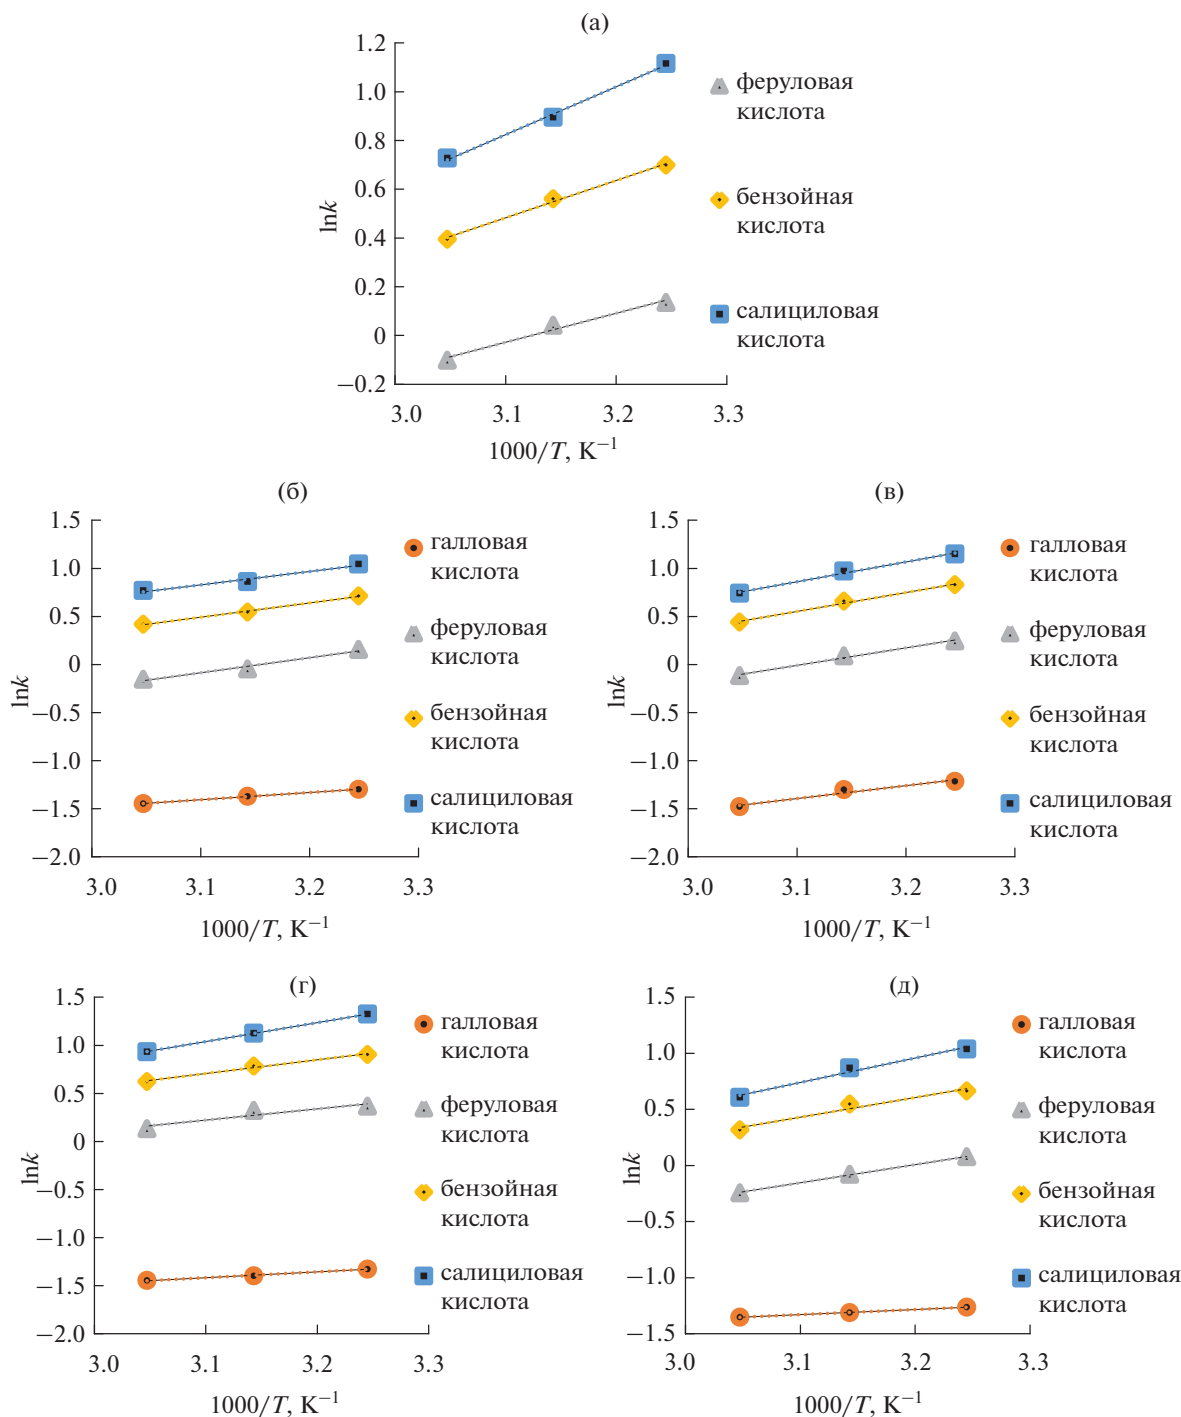 (а)
1.2
1.0
0.8
0.6
0.4
0.2
0
−0.2
lnk
3.0 3.1 3.2 3.3
1000/T, K⁻¹
феруловая
кислота
бензойная
кислота
салициловая
кислота
(б)
1.5
1.0
0.5
0
−0.5
−1.0
−1.5
−2.0
lnk
3.0 3.1 3.2 3.3
1000/T, K⁻¹
галловая
кислота
феруловая
кислота
бензойная
кислота
салициловая
кислота
(в)
1.5
1.0
0.5
0
−0.5
−1.0
−1.5
−2.0
lnk
3.0 3.1 3.2 3.3
1000/T, K⁻¹
галловая
кислота
феруловая
кислота
бензойная
кислота
салициловая
кислота
(г)
1.5
1.0
0.5
0
−0.5
−1.0
−1.5
−2.0
lnk
3.0 3.1 3.2 3.3
1000/T, K⁻¹
галловая
кислота
феруловая
кислота
бензойная
кислота
салициловая
кислота
(д)
1.5
1.0
0.5
0
−0.5
−1.0
−1.5
lnk
3.0 3.1 3.2 3.3
1000/T, K⁻¹
галловая
кислота
феруловая
кислота
бензойная
кислота
салициловая
кислота